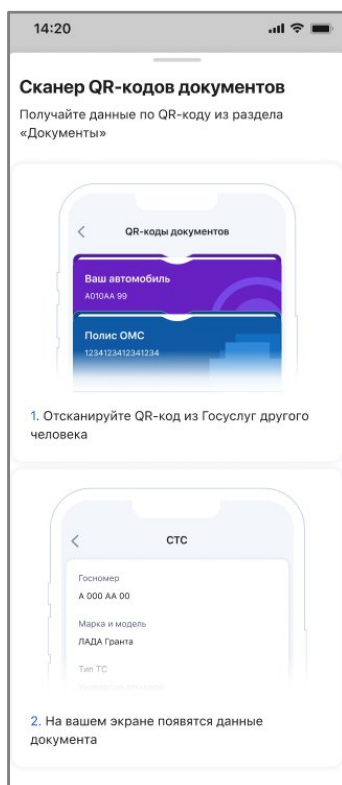 14:20
Сканер QR-кодов документов
Получайте данные по QR-коду из раздела
«Документы»
QR-коды документов
Ваш автомобиль
А010АА 99
Полис ОМС
1234123412341234
1. Отсканируйте QR-код из Госуслуг другого
человека
СТС
Госномер
А 000 АА 00
Марка и модель
ЛАДА Гранта
Тип ТС
2. На вашем экране появятся данные
документа